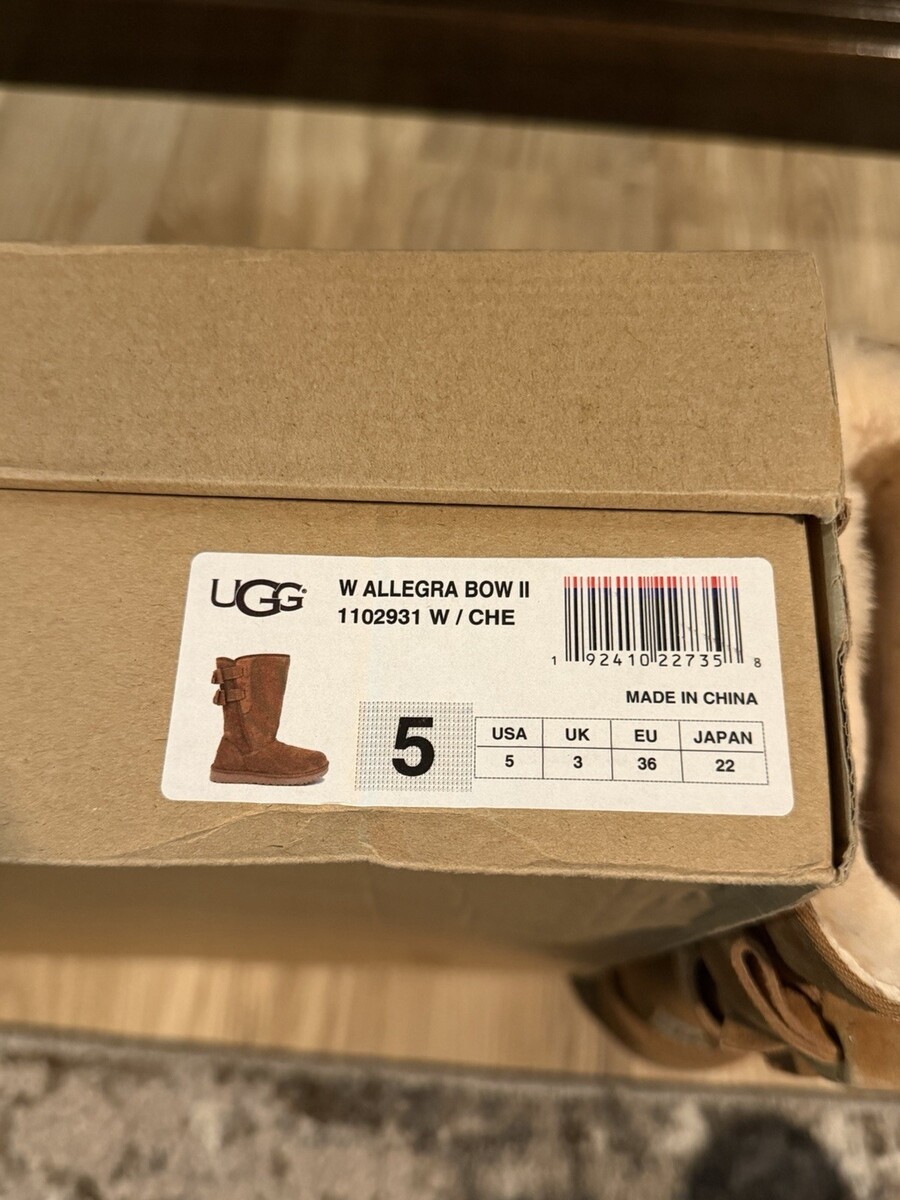 UGG®
W ALLEGRA BOW II
1102931 W / CHE
1 92410 22735 8
MADE IN CHINA
5
USA UK EU JAPAN
5 3 36 22